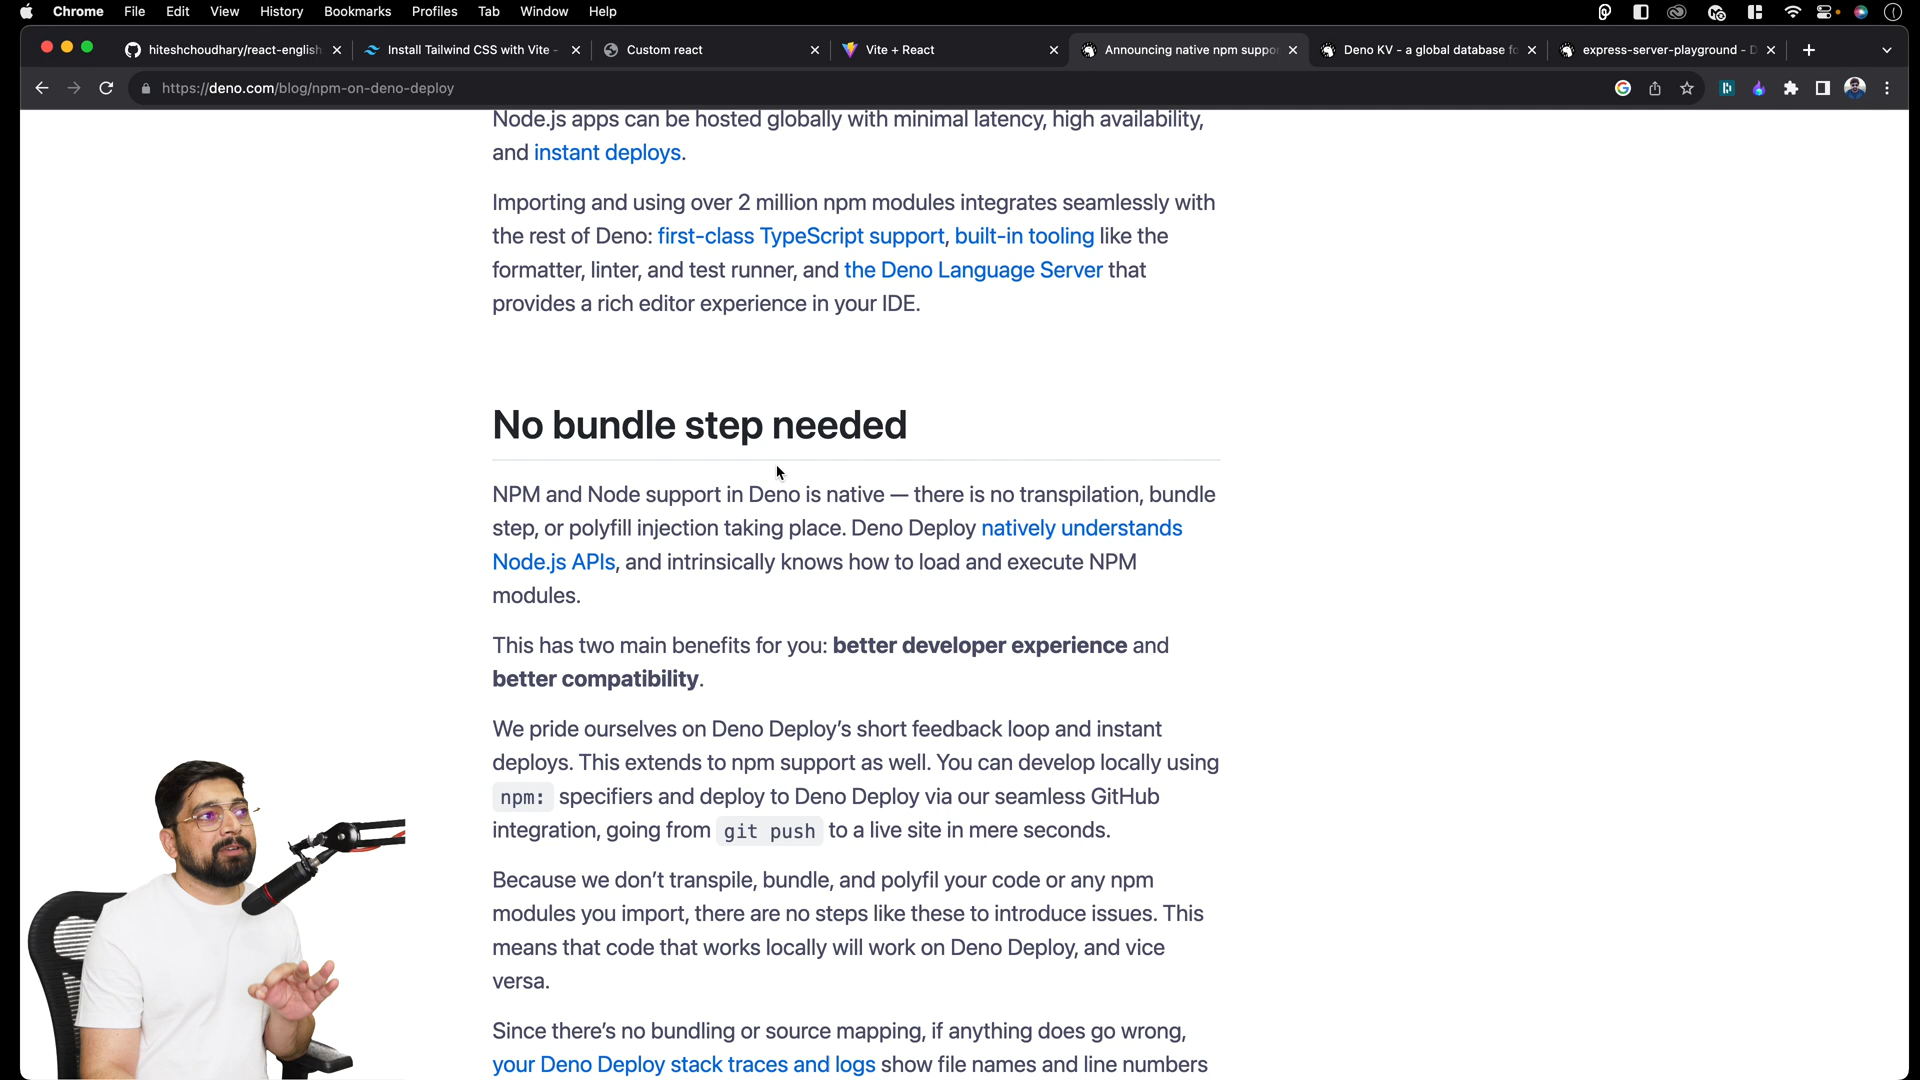 Chrome File Edit View History Bookmarks Profiles Tab Window Help
hiteshchoudhary/react-english
Install Tailwind CSS with Vite -
Custom react
Vite + React
Announcing native npm suppo
Deno KV - a global database fo
express-server-playground - D
https://deno.com/blog/npm-on-deno-deploy
Node.js apps can be hosted globally with minimal latency, high availability,
and instant deploys.
Importing and using over 2 million npm modules integrates seamlessly with
the rest of Deno: first-class TypeScript support, built-in tooling like the
formatter, linter, and test runner, and the Deno Language Server that
provides a rich editor experience in your IDE.
No bundle step needed
NPM and Node support in Deno is native — there is no transpilation, bundle
step, or polyfill injection taking place. Deno Deploy natively understands
Node.js APIs, and intrinsically knows how to load and execute NPM
modules.
This has two main benefits for you: better developer experience and
better compatibility.
We pride ourselves on Deno Deploy’s short feedback loop and instant
deploys. This extends to npm support as well. You can develop locally using
npm: specifiers and deploy to Deno Deploy via our seamless GitHub
integration, going from git push to a live site in mere seconds.
Because we don’t transpile, bundle, and polyfil your code or any npm
modules you import, there are no steps like these to introduce issues. This
means that code that works locally will work on Deno Deploy, and vice
versa.
Since there’s no bundling or source mapping, if anything does go wrong,
your Deno Deploy stack traces and logs show file names and line numbers